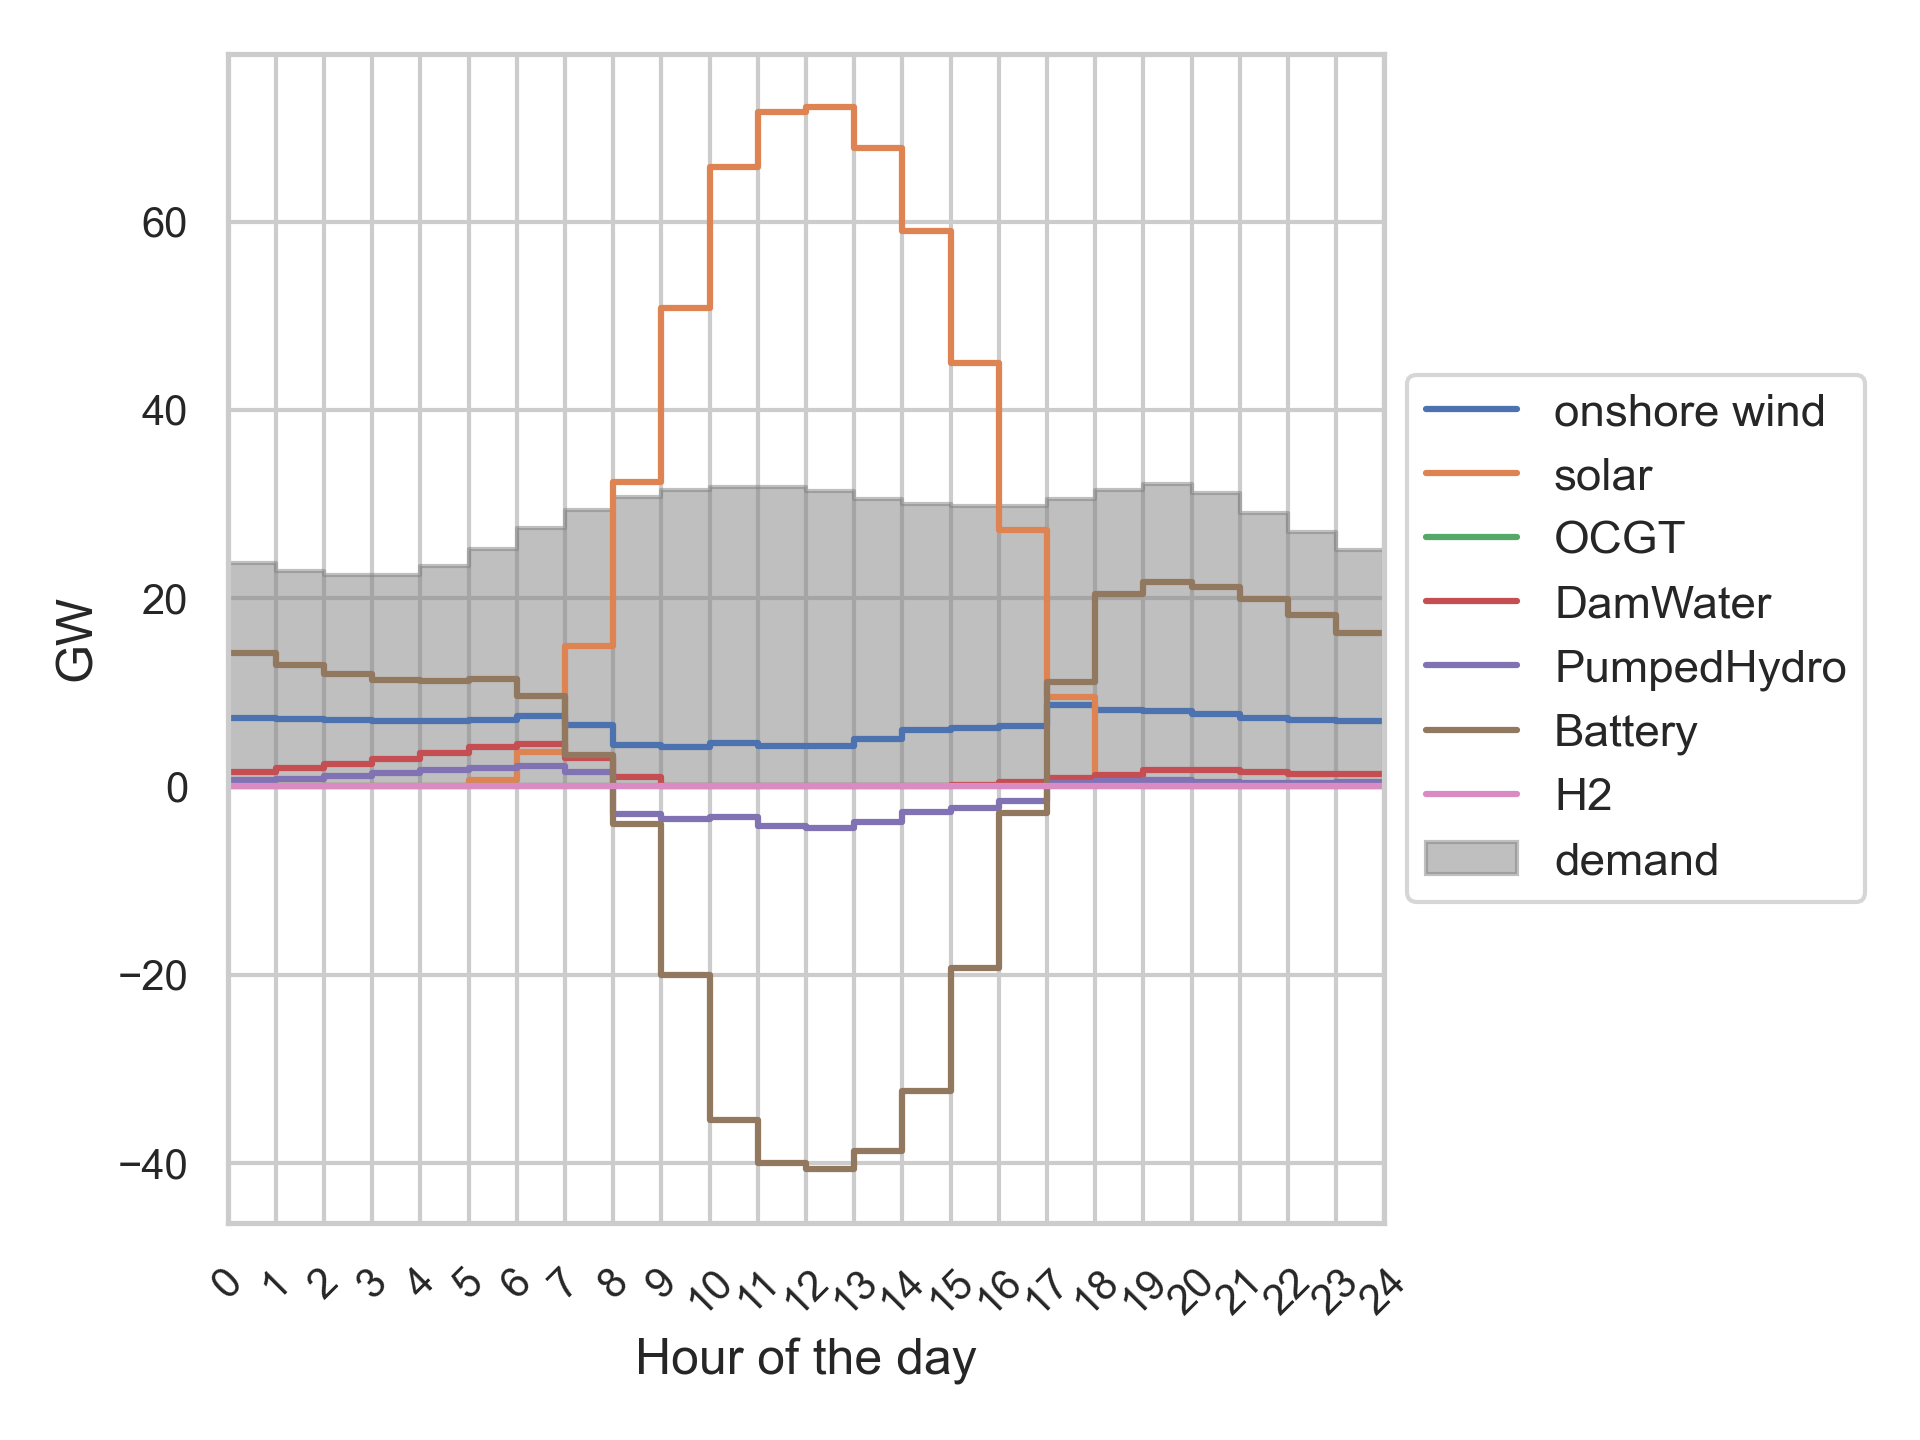 60
40
20
0
−20
−40
GW
0 1 2 3 4 5 6 7 8 9 10 11 12 13 14 15 16 17 18 19 20 21 22 23 24
Hour of the day
onshore wind
solar
OCGT
DamWater
PumpedHydro
Battery
H2
demand